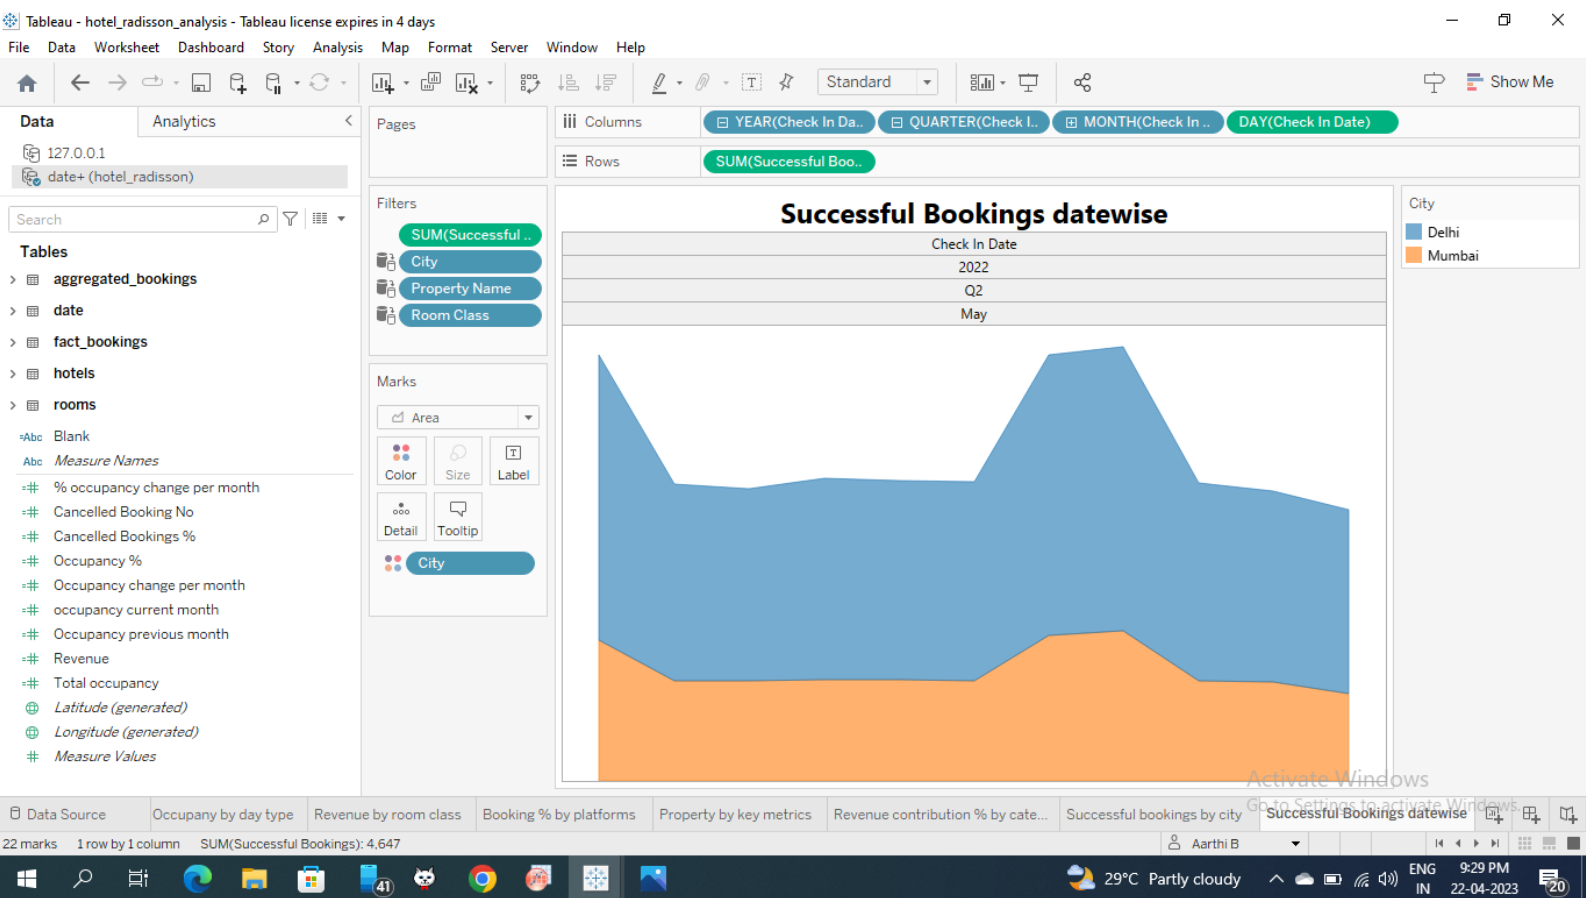 Tableau - hotel_radisson_analysis - Tableau license expires in 4 days
File Data Worksheet Dashboard Story Analysis Map Format Server Window Help
Standard
Show Me
Data Analytics
127.0.0.1
date+ (hotel_radisson)
Search
Tables
aggregated_bookings
date
fact_bookings
hotels
rooms
=Abc Blank
Abc Measure Names
=# % occupancy change per month
=# Cancelled Booking No
=# Cancelled Bookings %
=# Occupancy %
=# Occupancy change per month
=# occupancy current month
=# Occupancy previous month
=# Revenue
=# Total occupancy
Latitude (generated)
Longitude (generated)
# Measure Values
Pages
Filters
SUM(Successful ..
City
Property Name
Room Class
Marks
Area
Color Size Label
Detail Tooltip
City
Columns YEAR(Check In Da.. QUARTER(Check I.. MONTH(Check In .. DAY(Check In Date)
Rows SUM(Successful Boo..
Successful Bookings datewise
Check In Date
2022
Q2
May
City
Delhi
Mumbai
Activate Windows
Go to Settings to activate Windows.
Data Source Occupany by day type Revenue by room class Booking % by platforms Property by key metrics Revenue contribution % by cate... Successful bookings by city Successful Bookings datewise
22 marks 1 row by 1 column SUM(Successful Bookings): 4,647 Aarthi B
41 29°C Partly cloudy ENG IN 9:29 PM 22-04-2023 20